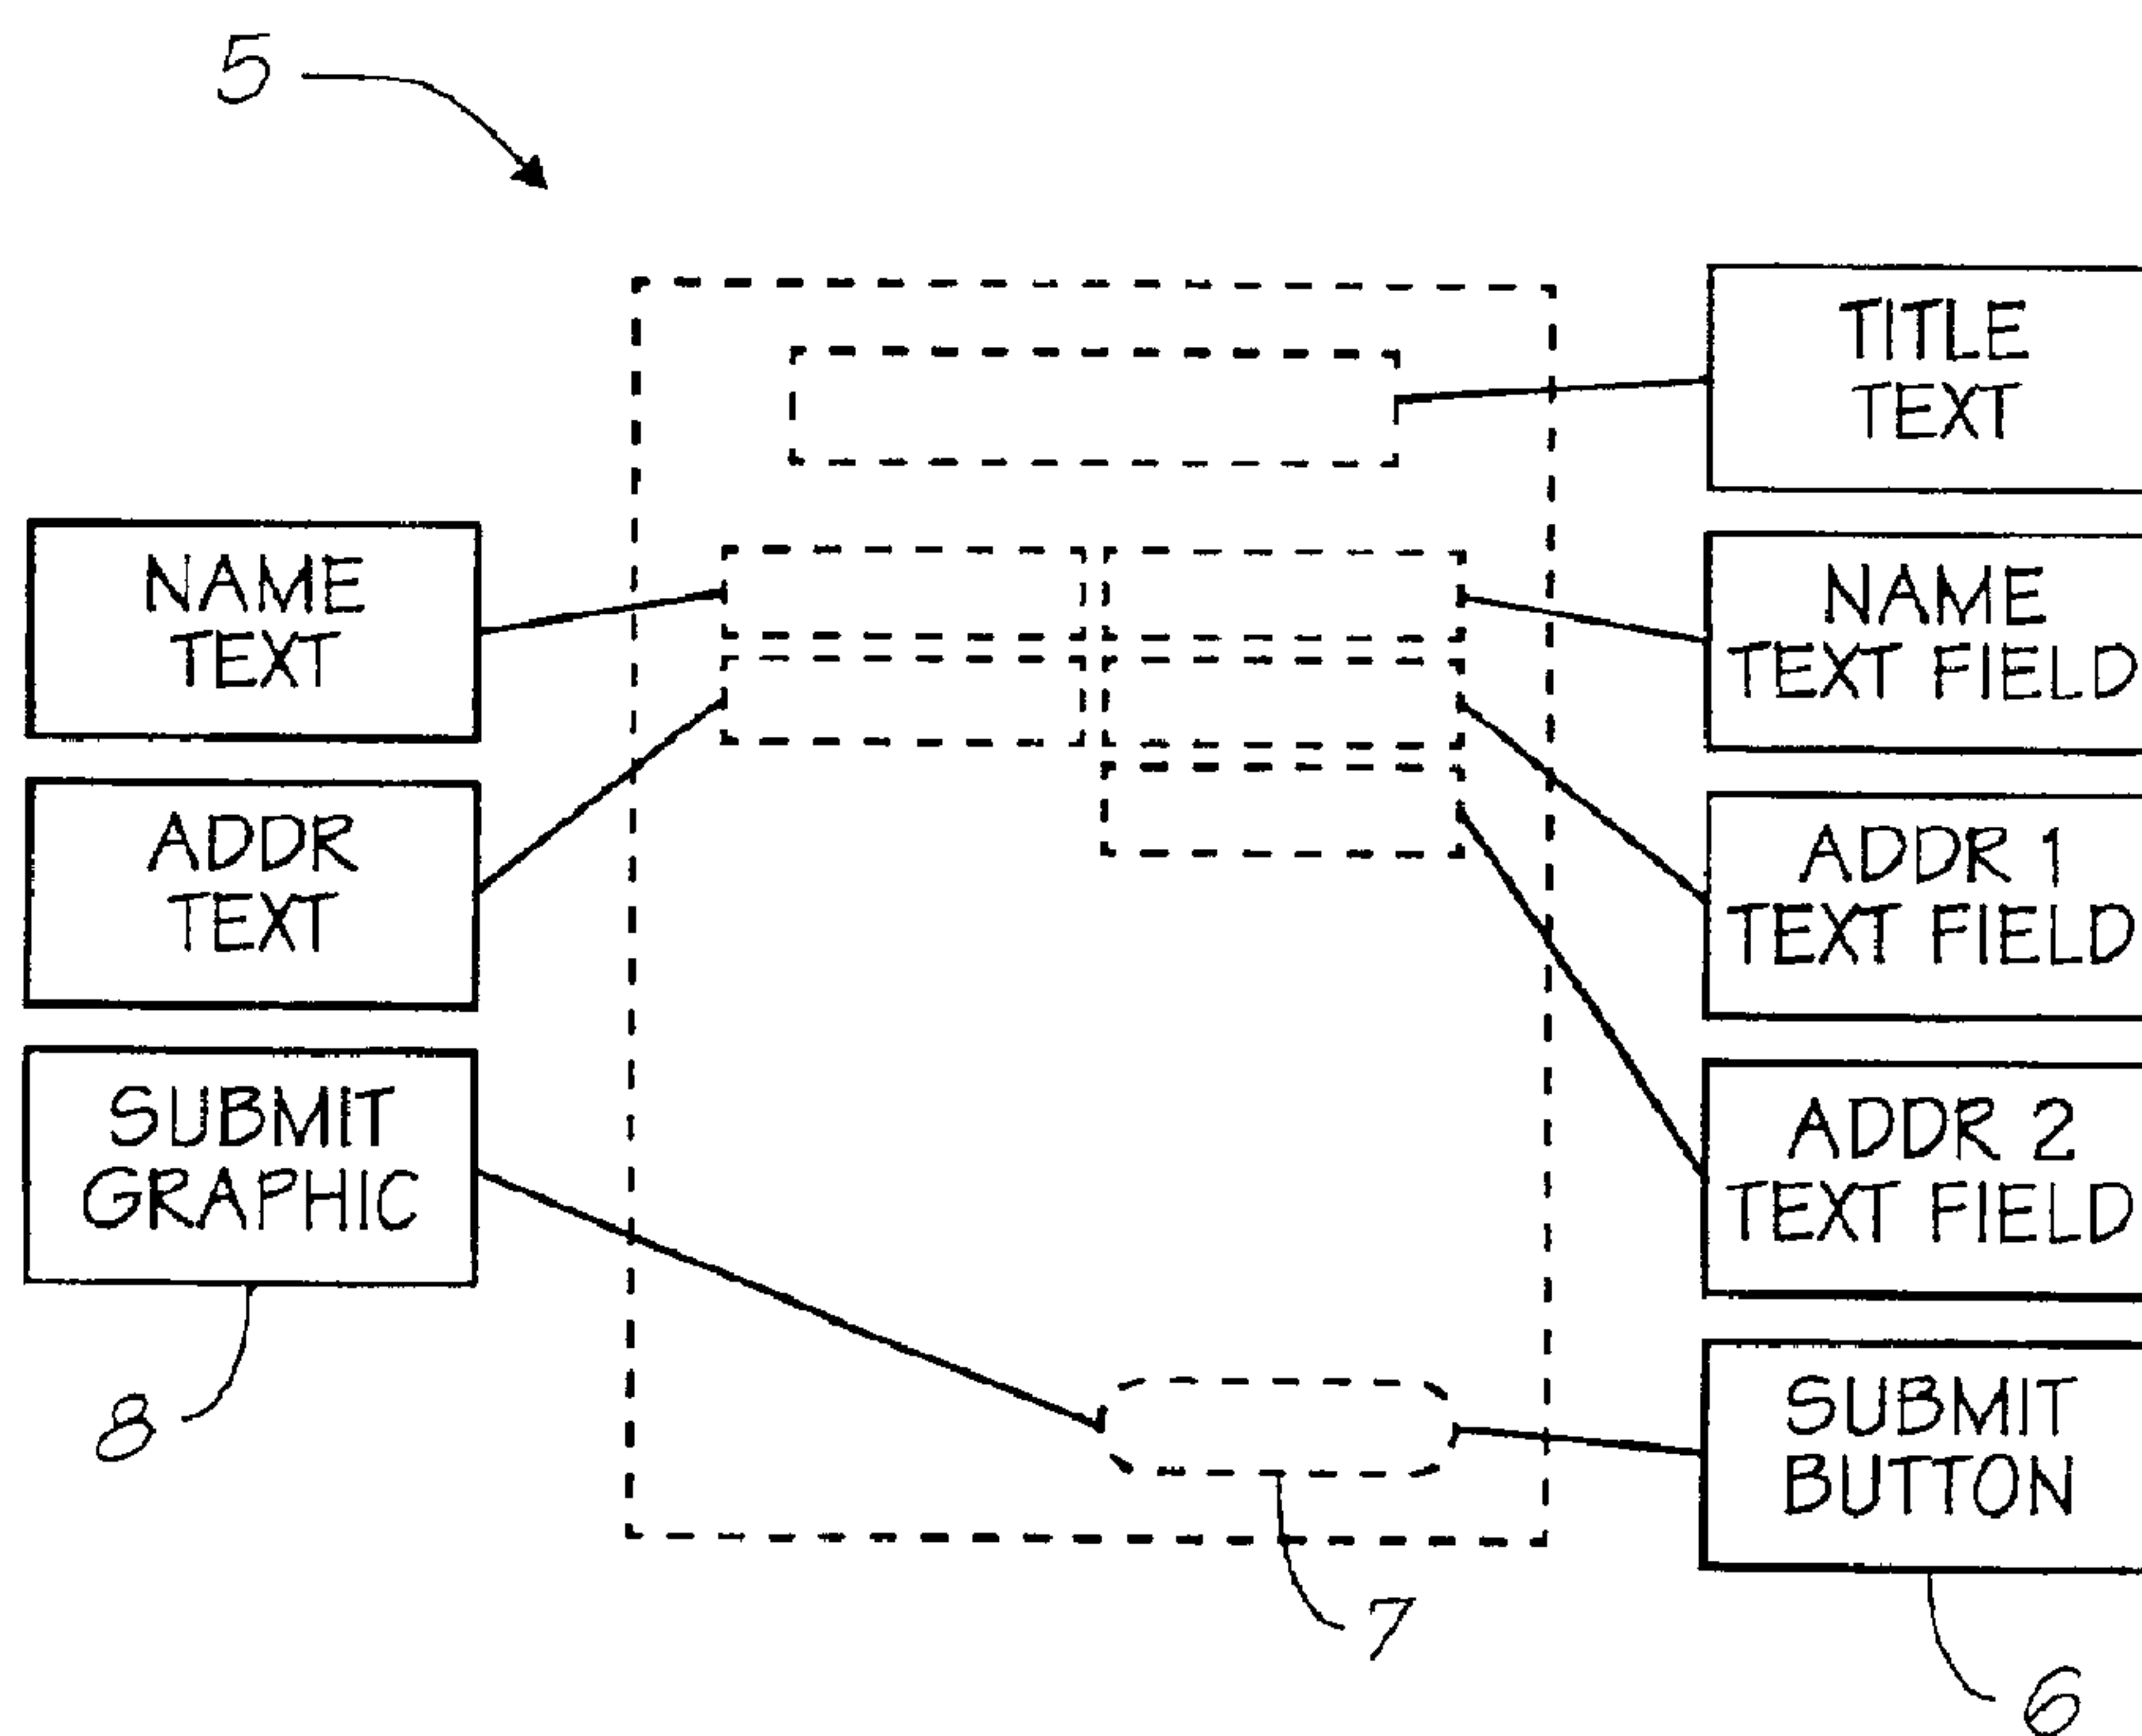 5
TITLE
TEXT
NAME
TEXT
NAME
TEXT FIELD
ADDR
TEXT
ADDR 1
TEXT FIELD
SUBMIT
GRAPHIC
ADDR 2
TEXT FIELD
SUBMIT
BUTTON
8
7
6